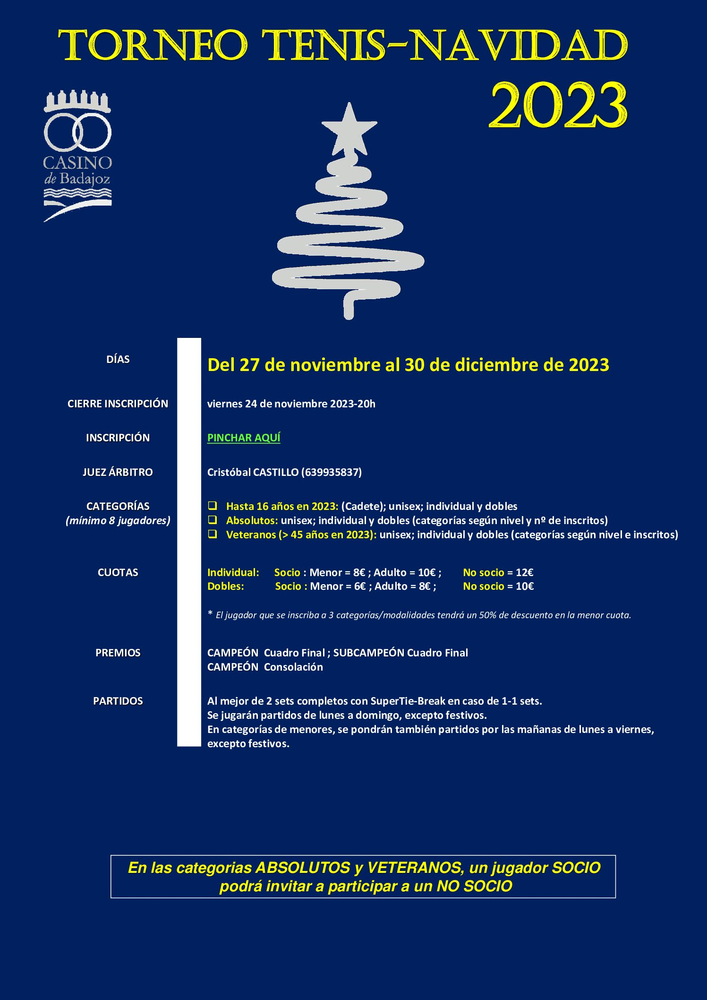 TORNEO TENIS-NAVIDAD
2023
CASINO
de Badajoz
DÍAS
Del 27 de noviembre al 30 de diciembre de 2023
CIERRE INSCRIPCIÓN
viernes 24 de noviembre 2023-20h
INSCRIPCIÓN
PINCHAR AQUÍ
JUEZ ÁRBITRO
Cristóbal CASTILLO (639935837)
CATEGORÍAS
(mínimo 8 jugadores)
❑ Hasta 16 años en 2023: (Cadete); unisex; individual y dobles
❑ Absolutos: unisex; individual y dobles (categorías según nivel y nº de inscritos)
❑ Veteranos (> 45 años en 2023): unisex; individual y dobles (categorías según nivel e inscritos)
CUOTAS
Individual: Socio : Menor = 8€ ; Adulto = 10€ ; No socio = 12€
Dobles: Socio : Menor = 6€ ; Adulto = 8€ ; No socio = 10€
* El jugador que se inscriba a 3 categorías/modalidades tendrá un 50% de descuento en la menor cuota.
PREMIOS
CAMPEÓN Cuadro Final ; SUBCAMPEÓN Cuadro Final
CAMPEÓN Consolación
PARTIDOS
Al mejor de 2 sets completos con SuperTie-Break en caso de 1-1 sets.
Se jugarán partidos de lunes a domingo, excepto festivos.
En categorías de menores, se pondrán también partidos por las mañanas de lunes a viernes,
excepto festivos.
En las categorias ABSOLUTOS y VETERANOS, un jugador SOCIO
podrá invitar a participar a un NO SOCIO